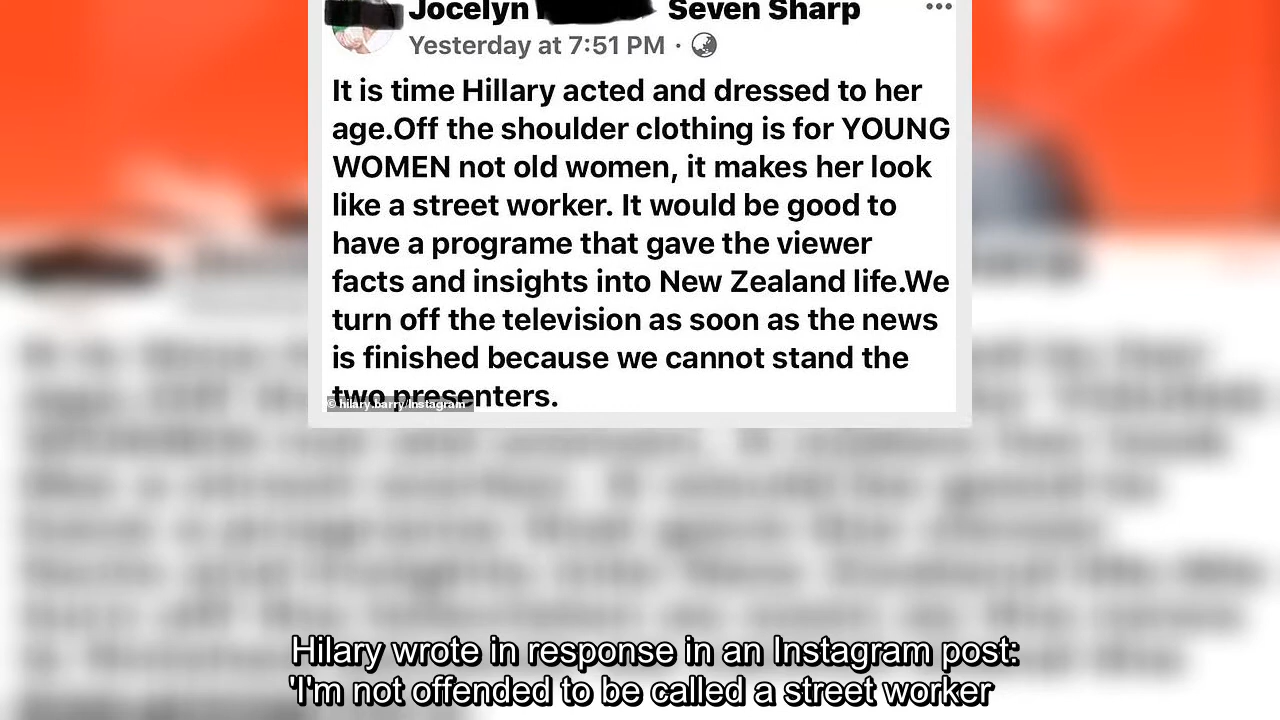 Jocelyn Seven Sharp
Yesterday at 7:51 PM ·
It is time Hillary acted and dressed to her
age.Off the shoulder clothing is for YOUNG
WOMEN not old women, it makes her look
like a street worker. It would be good to
have a programe that gave the viewer
facts and insights into New Zealand life.We
turn off the television as soon as the news
is finished because we cannot stand the
two presenters.
© hilary.barry/Instagram
Hilary wrote in response in an Instagram post:
'I'm not offended to be called a street worker